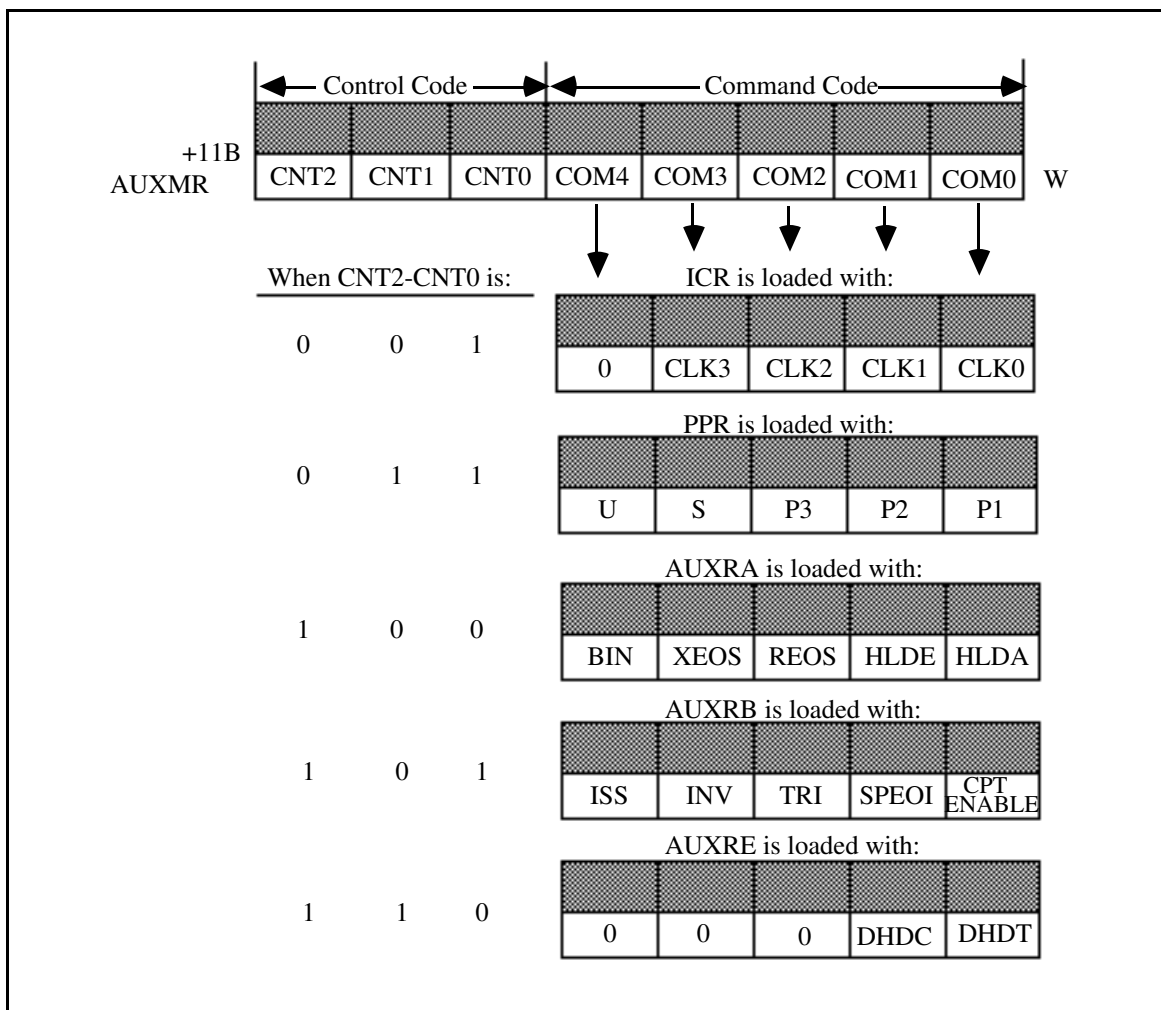 Control Code Command Code
+11B
AUXMR CNT2 CNT1 CNT0 COM4 COM3 COM2 COM1 COM0 W
When CNT2-CNT0 is: ICR is loaded with:
0 0 1 0 CLK3 CLK2 CLK1 CLK0
PPR is loaded with:
0 1 1 U S P3 P2 P1
AUXRA is loaded with:
1 0 0 BIN XEOS REOS HLDE HLDA
AUXRB is loaded with:
1 0 1 ISS INV TRI SPEOI CPT ENABLE
AUXRE is loaded with:
1 1 0 0 0 0 DHDC DHDT